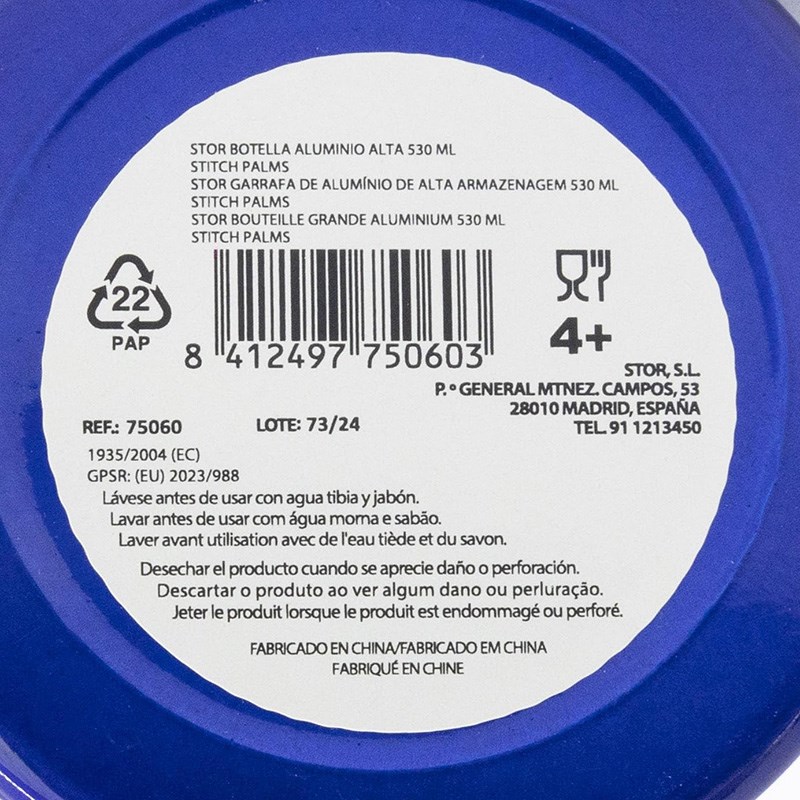 STOR BOTELLA ALUMINIO ALTA 530 ML
STITCH PALMS
STOR GARRAFA DE ALUMÍNIO DE ALTA ARMAZENAGEM 530 ML
STITCH PALMS
STOR BOUTEILLE GRANDE ALUMINIUM 530 ML
STITCH PALMS
22
PAP
8 412497 750603
4+
STOR, S.L.
P.º GENERAL MTNEZ. CAMPOS, 53
28010 MADRID, ESPAÑA
TEL. 91 1213450
REF.: 75060 LOTE: 73/24
1935/2004 (EC)
GPSR: (EU) 2023/988
Lávese antes de usar con agua tibia y jabón.
Lavar antes de usar com água morna e sabão.
Laver avant utilisation avec de l'eau tiède et du savon.
Desechar el producto cuando se aprecie daño o perforación.
Descartar o produto ao ver algum dano ou perluração.
Jeter le produit lorsque le produit est endommagé ou perforé.
FABRICADO EN CHINA/FABRICADO EM CHINA
FABRIQUÉ EN CHINE